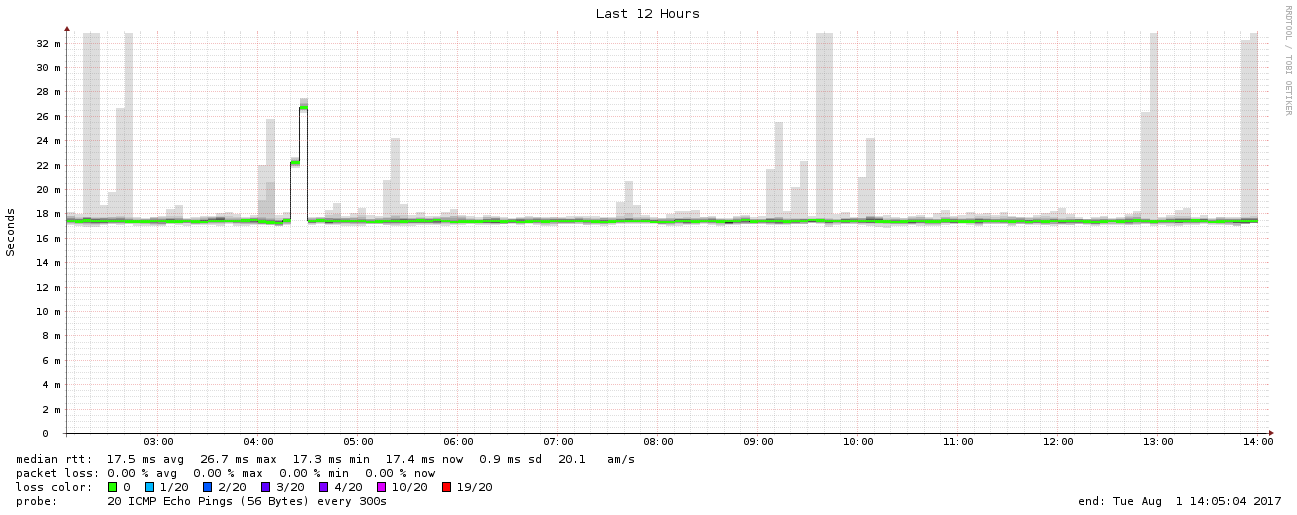 Last 12 Hours
RRDTOOL / TOBI OETIKER
Seconds
32 m
30 m
28 m
26 m
24 m
22 m
20 m
18 m
16 m
14 m
12 m
10 m
8 m
6 m
4 m
2 m
0
03:00 04:00 05:00 06:00 07:00 08:00 09:00 10:00 11:00 12:00 13:00 14:00
median rtt: 17.5 ms avg 26.7 ms max 17.3 ms min 17.4 ms now 0.9 ms sd 20.1 am/s
packet loss: 0.00 % avg 0.00 % max 0.00 % min 0.00 % now
loss color: 0 1/20 2/20 3/20 4/20 10/20 19/20
probe: 20 ICMP Echo Pings (56 Bytes) every 300s end: Tue Aug 1 14:05:04 2017